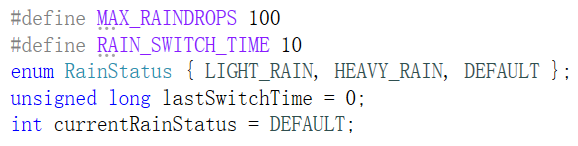 #define MAX_RAINDROPS 100
#define RAIN_SWITCH_TIME 10
enum RainStatus { LIGHT_RAIN, HEAVY_RAIN, DEFAULT };
unsigned long lastSwitchTime = 0;
int currentRainStatus = DEFAULT;